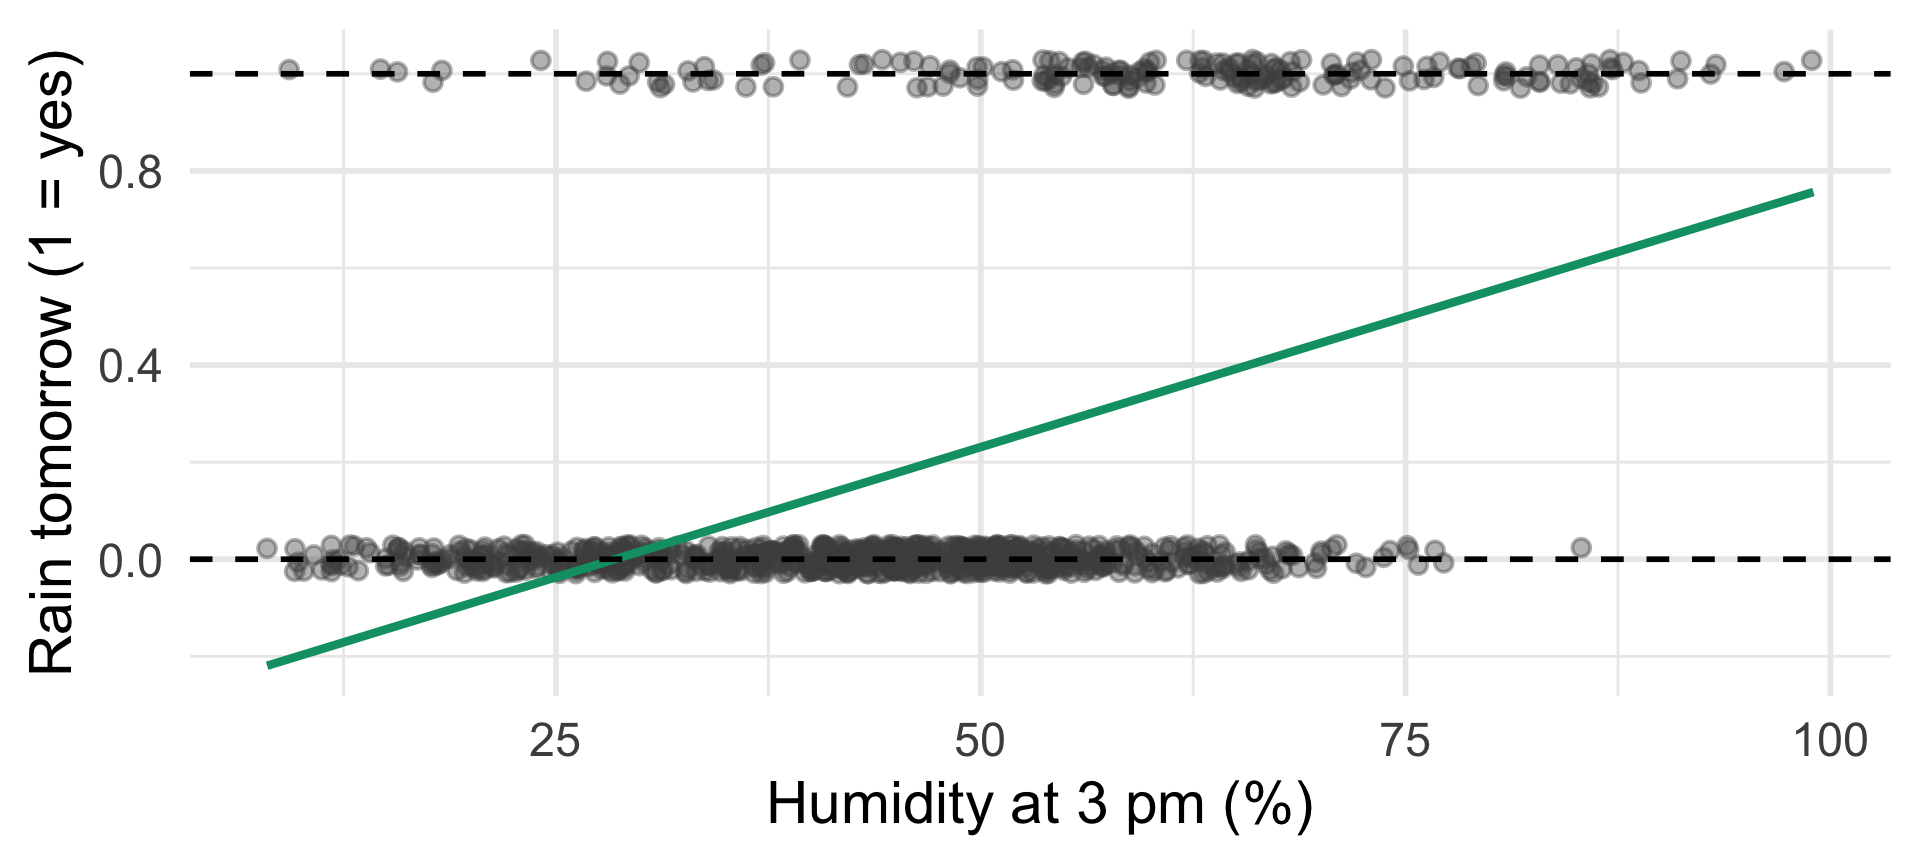 Rain tomorrow (1 = yes)
0.8
0.4
0.0
25 50 75 100
Humidity at 3 pm (%)